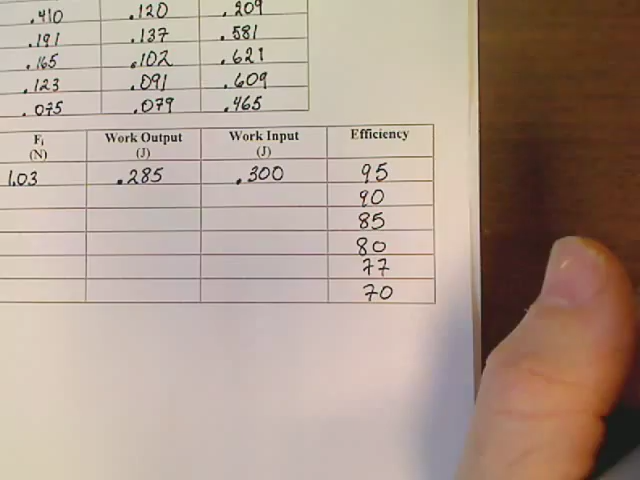 .410 .120 .209
.191 .137 .581
.165 .102 .621
.123 .091 .609
.075 .079 .465
Fᵢ Work Output Work Input Efficiency
(N) (J) (J)
1.03 .285 .300 95
90
85
80
77
70